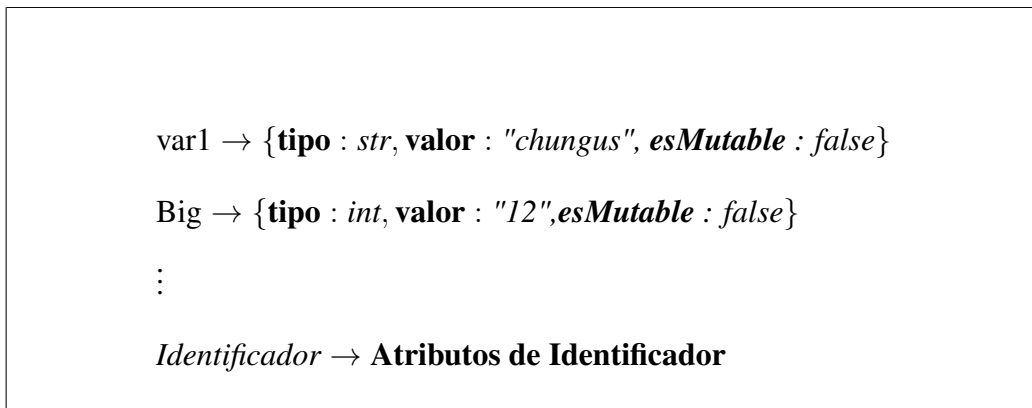 var1 → {tipo : str, valor : "chungus", esMutable : false}
Big → {tipo : int, valor : "12",esMutable : false}
⋮
Identificador → Atributos de Identificador